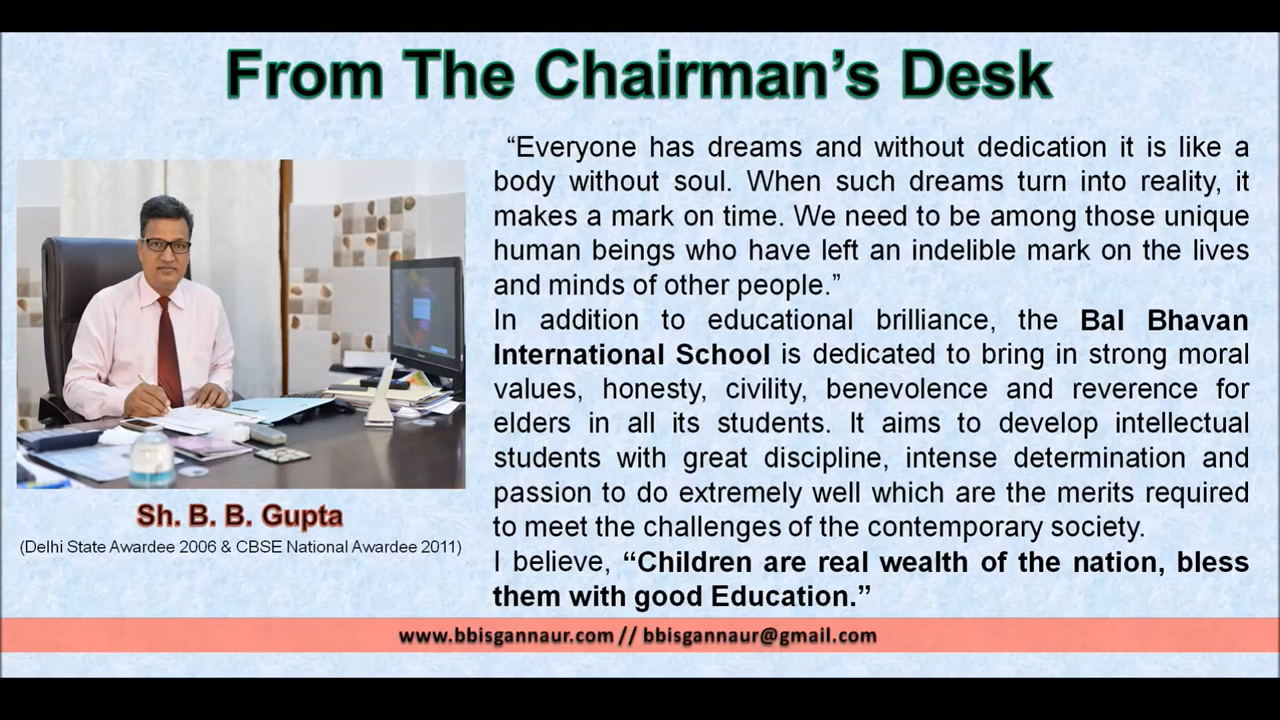 From The Chairman’s Desk
“Everyone has dreams and without dedication it is like a
body without soul. When such dreams turn into reality, it
makes a mark on time. We need to be among those unique
human beings who have left an indelible mark on the lives
and minds of other people.”
In addition to educational brilliance, the Bal Bhavan
International School is dedicated to bring in strong moral
values, honesty, civility, benevolence and reverence for
elders in all its students. It aims to develop intellectual
students with great discipline, intense determination and
passion to do extremely well which are the merits required
to meet the challenges of the contemporary society.
I believe, “Children are real wealth of the nation, bless
them with good Education.”
Sh. B. B. Gupta
(Delhi State Awardee 2006 & CBSE National Awardee 2011)
www.bbisgannaur.com // bbisgannaur@gmail.com